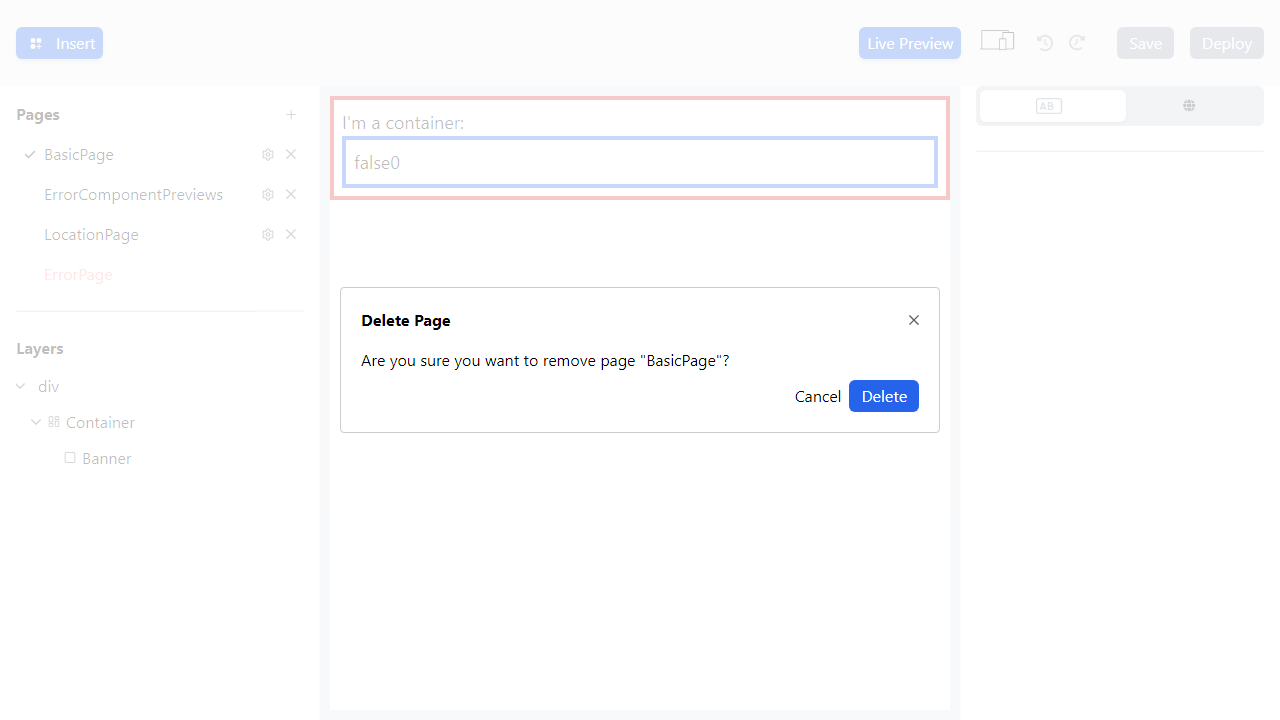 Insert
Live Preview
Save
Deploy
Pages
BasicPage
ErrorComponentPreviews
LocationPage
ErrorPage
Layers
div
Container
Banner
I'm a container:
false0
Delete Page
Are you sure you want to remove page "BasicPage"?
Cancel
Delete
AB